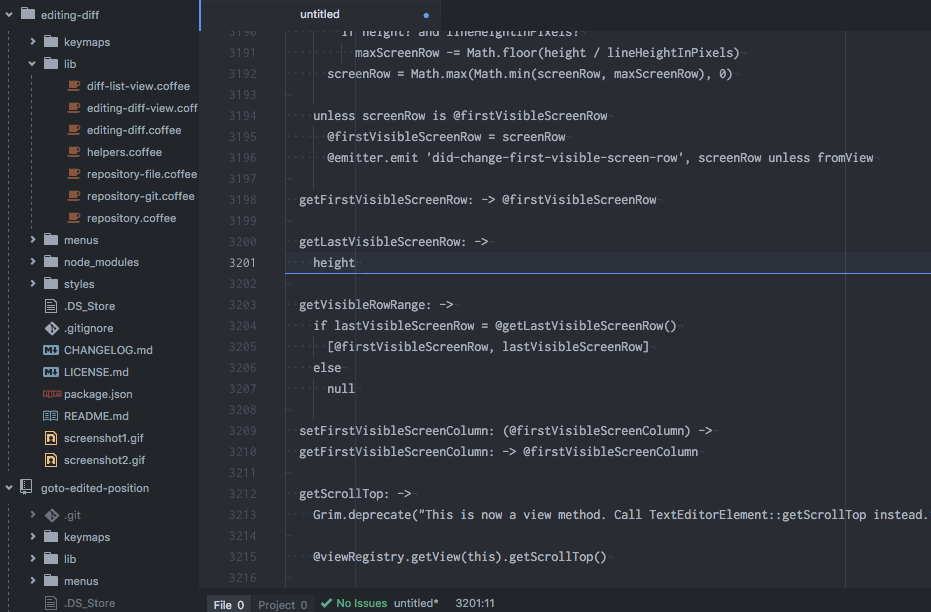 editing-diff
keymaps
lib
diff-list-view.coffee
editing-diff-view.coff
editing-diff.coffee
helpers.coffee
repository-file.coffee
repository-git.coffee
repository.coffee
menus
node_modules
styles
.DS_Store
.gitignore
CHANGELOG.md
LICENSE.md
package.json
README.md
screenshot1.gif
screenshot2.gif
goto-edited-position
.git
keymaps
lib
menus
.DS_Store
untitled
3190 if height? and lineHeightInPixels?
3191 maxScreenRow -= Math.floor(height / lineHeightInPixels)
3192 screenRow = Math.max(Math.min(screenRow, maxScreenRow), 0)
3193
3194 unless screenRow is @firstVisibleScreenRow
3195 @firstVisibleScreenRow = screenRow
3196 @emitter.emit 'did-change-first-visible-screen-row', screenRow unless fromView
3197
3198 getFirstVisibleScreenRow: -> @firstVisibleScreenRow
3199
3200 getLastVisibleScreenRow: ->
3201 height
3202
3203 getVisibleRowRange: ->
3204 if lastVisibleScreenRow = @getLastVisibleScreenRow()
3205 [@firstVisibleScreenRow, lastVisibleScreenRow]
3206 else
3207 null
3208
3209 setFirstVisibleScreenColumn: (@firstVisibleScreenColumn) ->
3210 getFirstVisibleScreenColumn: -> @firstVisibleScreenColumn
3211
3212 getScrollTop: ->
3213 Grim.deprecate("This is now a view method. Call TextEditorElement::getScrollTop instead.
3214
3215 @viewRegistry.getView(this).getScrollTop()
3216
File 0 Project 0 No Issues untitled* 3201:11